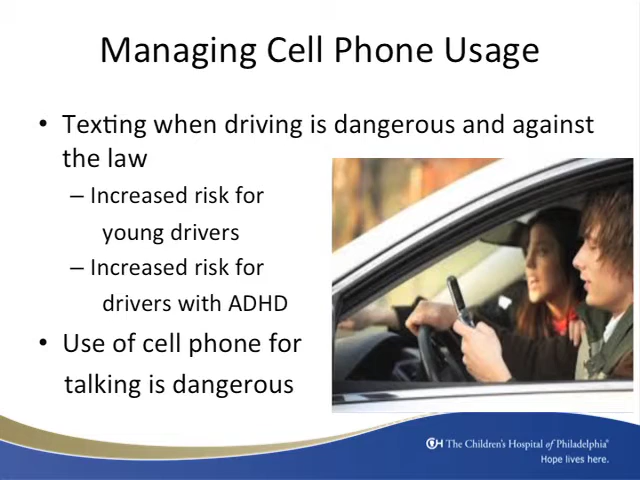 Managing Cell Phone Usage
• Texting when driving is dangerous and against
the law
– Increased risk for
young drivers
– Increased risk for
drivers with ADHD
• Use of cell phone for
talking is dangerous
The Children's Hospital of Philadelphia®
Hope lives here.